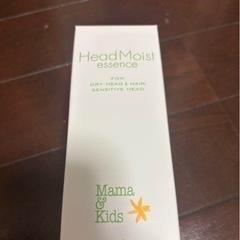 HeadMoist
essence
FOR
DRY HEAD & HAIR
SENSITIVE HEAD
Mama
&
Kids